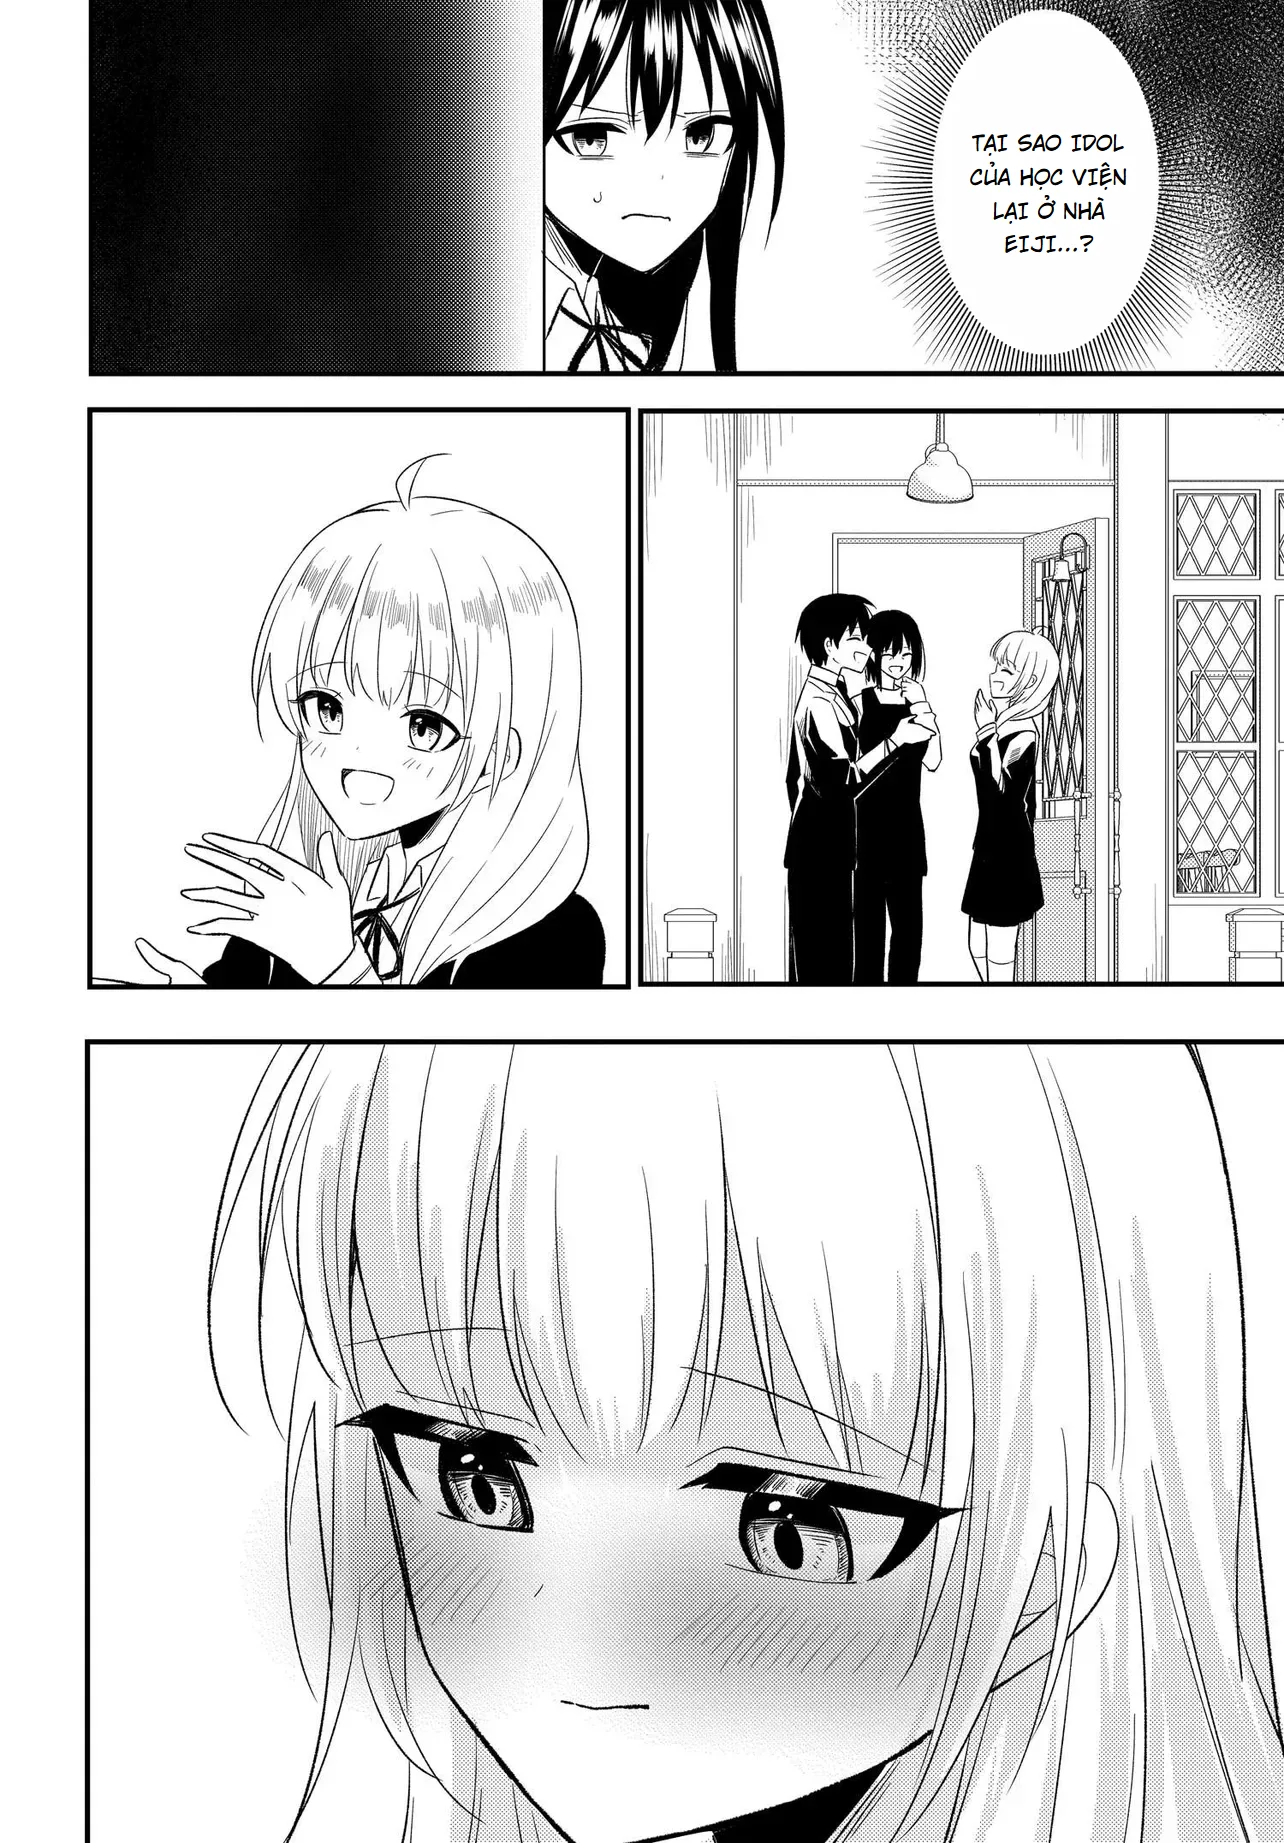 TẠI SAO IDOL
CỦA HỌC VIỆN
LẠI Ở NHÀ
EIJI...?